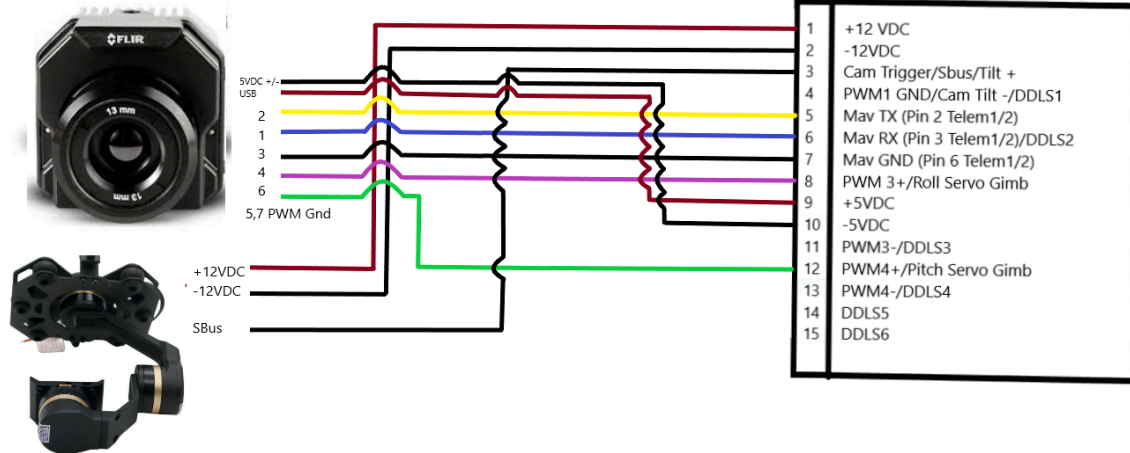 FLIR
13 mm
13 mm
5VDC +/-
USB
2
1
3
4
6
5,7 PWM Gnd
+12VDC
-12VDC
SBus
1 +12 VDC
2 -12VDC
3 Cam Trigger/Sbus/Tilt +
4 PWM1 GND/Cam Tilt -/DDLS1
5 Mav TX (Pin 2 Telem1/2)
6 Mav RX (Pin 3 Telem1/2)/DDLS2
7 Mav GND (Pin 6 Telem1/2)
8 PWM 3+/Roll Servo Gimb
9 +5VDC
10 -5VDC
11 PWM3-/DDLS3
12 PWM4+/Pitch Servo Gimb
13 PWM4-/DDLS4
14 DDLS5
15 DDLS6